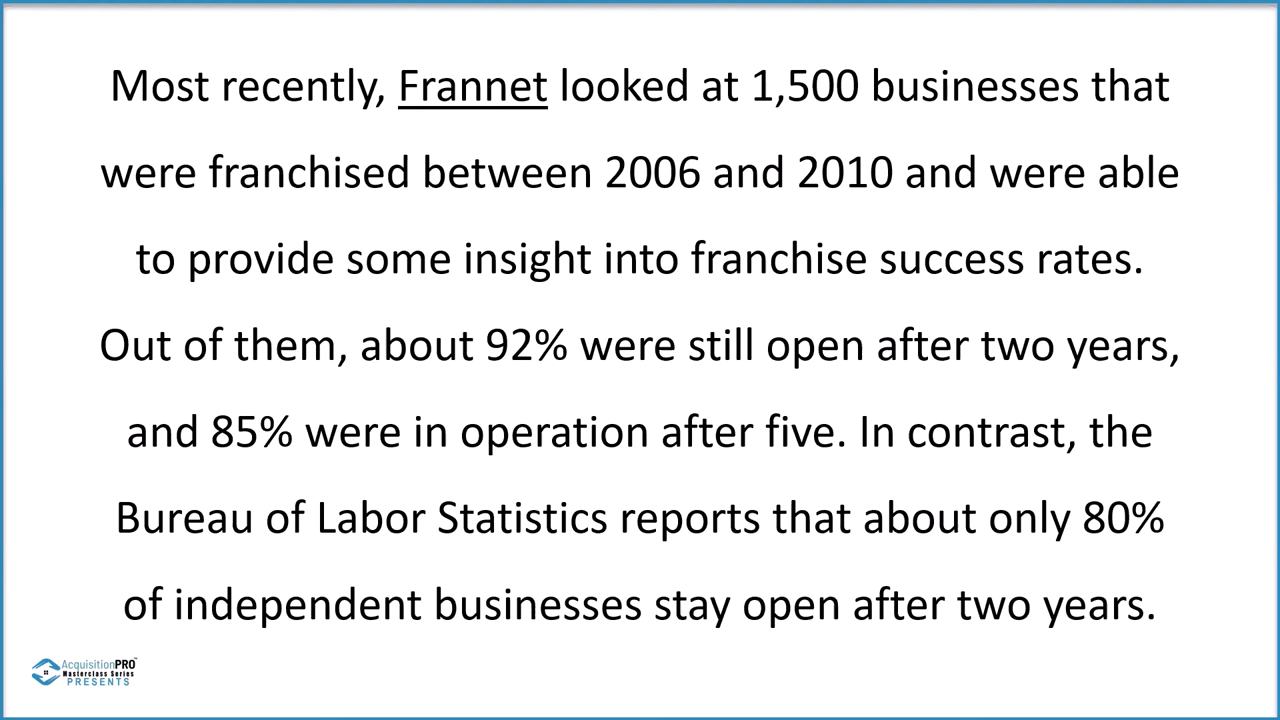 Most recently, Frannet looked at 1,500 businesses that
were franchised between 2006 and 2010 and were able
to provide some insight into franchise success rates.
Out of them, about 92% were still open after two years,
and 85% were in operation after five. In contrast, the
Bureau of Labor Statistics reports that about only 80%
of independent businesses stay open after two years.
AcquisitionPRO™
Masterclass Series
PRESENTS